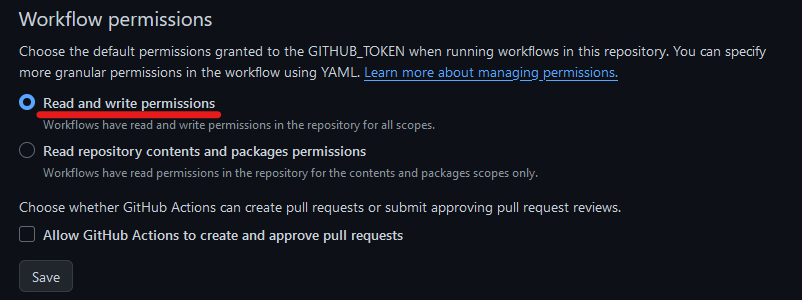 Workflow permissions
Choose the default permissions granted to the GITHUB_TOKEN when running workflows in this repository. You can specify
more granular permissions in the workflow using YAML. Learn more about managing permissions.
Read and write permissions
Workflows have read and write permissions in the repository for all scopes.
Read repository contents and packages permissions
Workflows have read permissions in the repository for the contents and packages scopes only.
Choose whether GitHub Actions can create pull requests or submit approving pull request reviews.
Allow GitHub Actions to create and approve pull requests
Save